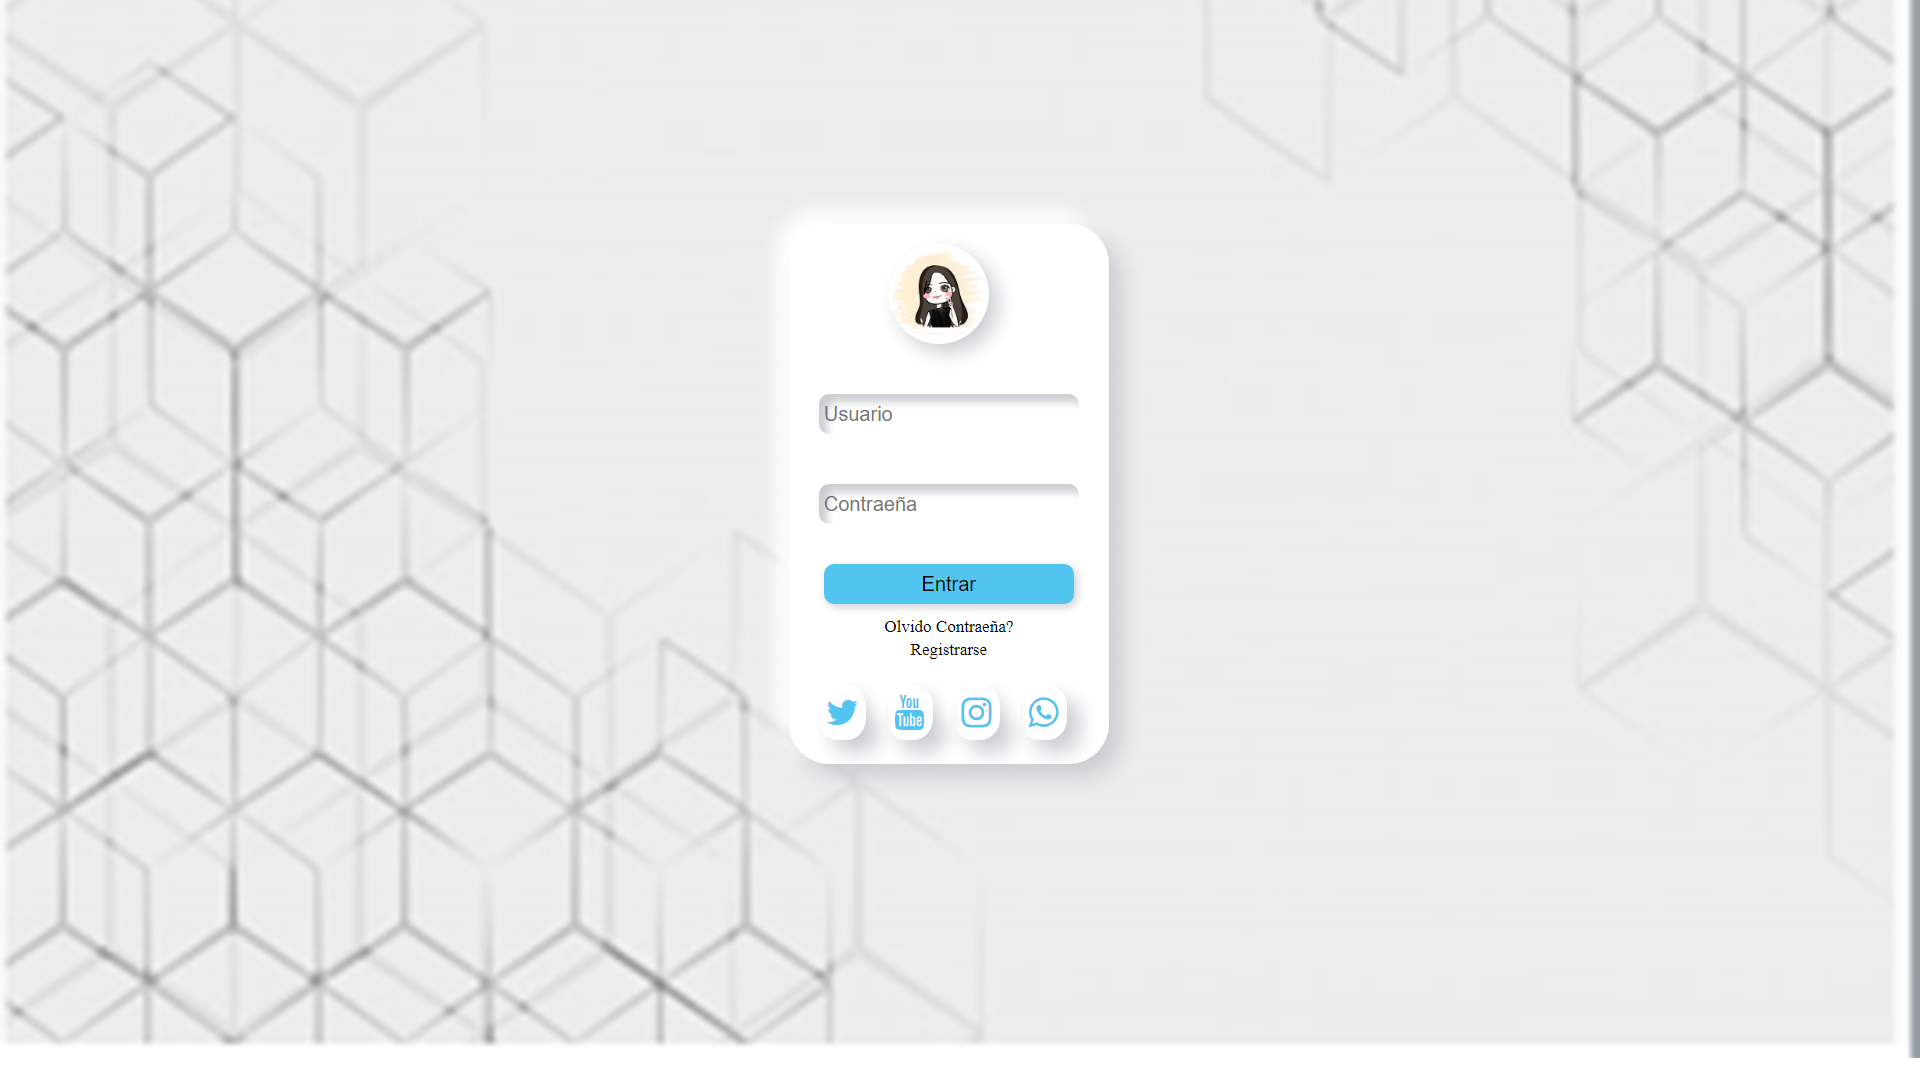 Usuario
Contraeña
Entrar
Olvido Contraeña?
Registrarse
You
Tube